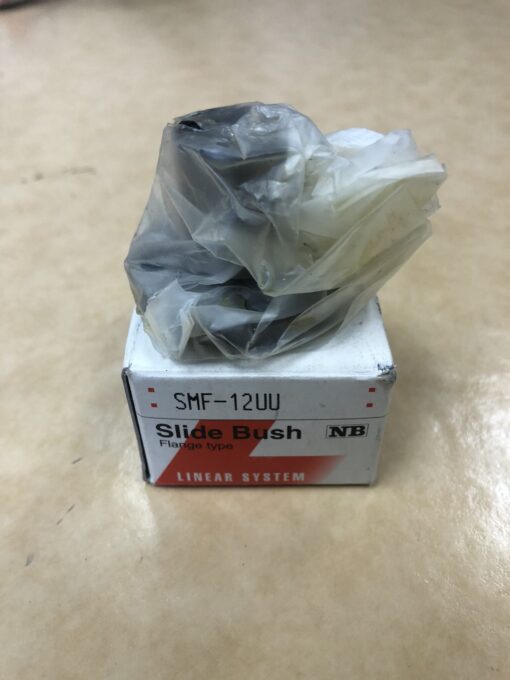 SMF-12UU
Slide Bush NB
Flange type
LINEAR SYSTEM